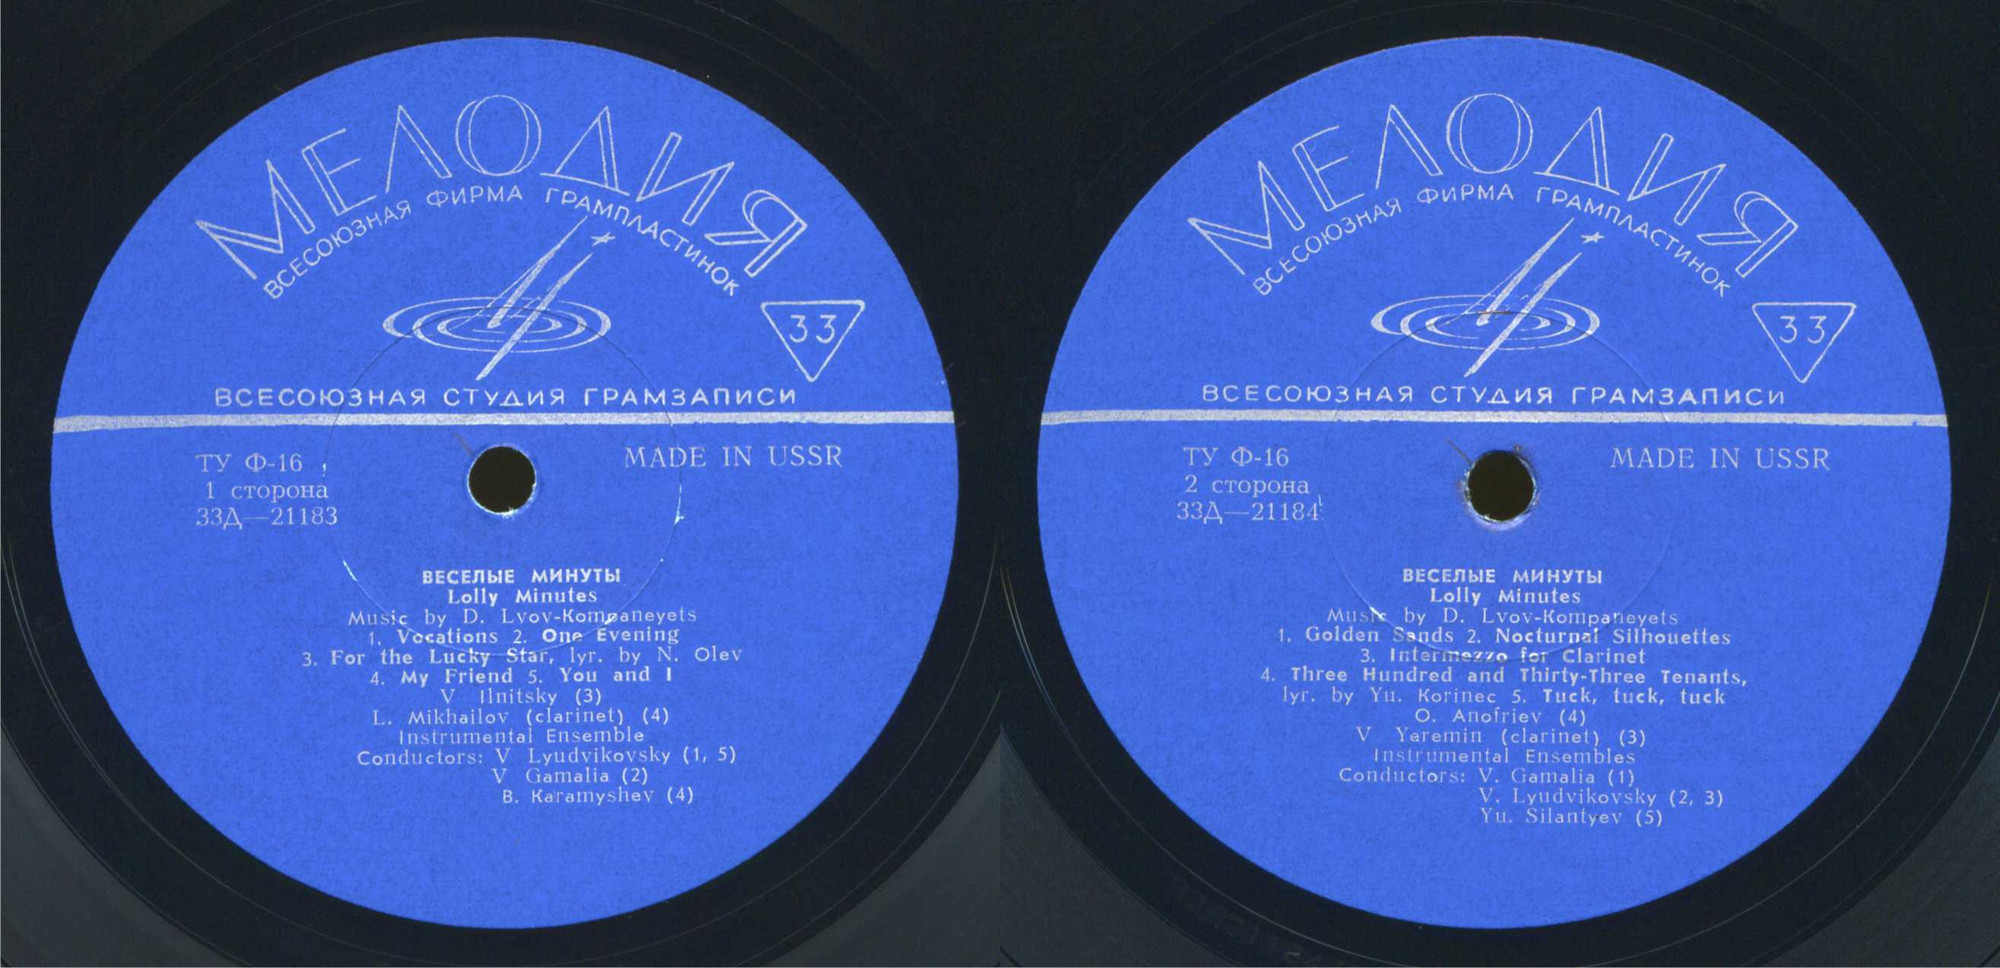 МЕЛОДИЯ
ВСЕСОЮЗНАЯ ФИРМА ГРАМПЛАСТИНОК
33
ВСЕСОЮЗНАЯ СТУДИЯ ГРАМЗАПИСИ
ТУ Ф-16
MADE IN USSR
1 сторона
33Д—21183
ВЕСЕЛЫЕ МИНУТЫ
Lolly Minutes
Music by D. Lvov-Kompaneyets
1. Vocations 2. One Evening
3. For the Lucky Star, lyr. by N. Olev
4. My Friend 5. You and I
V Ilnitsky (3)
L. Mikhailov (clarinet) (4)
Instrumental Ensemble
Conductors: V Lyudvikovsky (1, 5)
V Gamalia (2)
B. Karamyshev (4)
МЕЛОДИЯ
ВСЕСОЮЗНАЯ ФИРМА ГРАМПЛАСТИНОК
33
ВСЕСОЮЗНАЯ СТУДИЯ ГРАМЗАПИСИ
ТУ Ф-16
MADE IN USSR
2 сторона
33Д—21184
ВЕСЕЛЫЕ МИНУТЫ
Lolly Minutes
Music by D. Lvov-Kompaneyets
1. Golden Sands 2. Nocturnal Silhouettes
3. Intermezzo for Clarinet
4. Three Hundred and Thirty-Three Tenants,
lyr. by Yu. Korinec 5. Tuck, tuck, tuck
O. Anofriev (4)
V Yeremin (clarinet) (3)
Instrumental Ensembles
Conductors: V. Gamalia (1)
V. Lyudvikovsky (2, 3)
Yu. Silantyev (5)